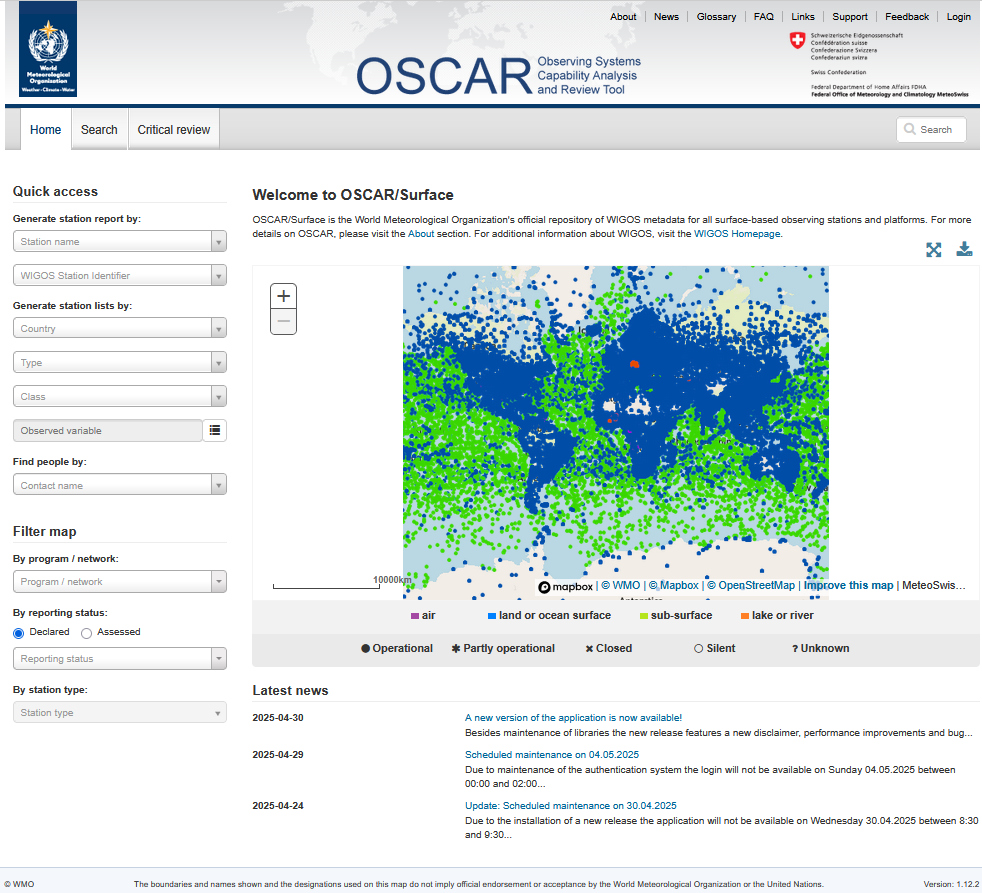 About
News
Glossary
FAQ
Links
Support
Feedback
Login
World
Meteorological
Organization
Weather • Climate • Water
OSCAR
Observing Systems
Capability Analysis
and Review Tool
Schweizerische Eidgenossenschaft
Confédération suisse
Confederazione Svizzera
Confederaziun svizra
Swiss Confederation
Federal Department of Home Affairs FDHA
Federal Office of Meteorology and Climatology MeteoSwiss
Home
Search
Critical review
Search
Quick access
Generate station report by:
Station name
WIGOS Station Identifier
Generate station lists by:
Country
Type
Class
Observed variable
Find people by:
Contact name
Filter map
By program / network:
Program / network
By reporting status:
Declared
Assessed
Reporting status
By station type:
Station type
Welcome to OSCAR/Surface
OSCAR/Surface is the World Meteorological Organization's official repository of WIGOS metadata for all surface-based observing stations and platforms. For more
details on OSCAR, please visit the About section. For additional information about WIGOS, visit the WIGOS Homepage.
+
−
10000km
mapbox | © WMO | © Mapbox | © OpenStreetMap | Improve this map | MeteoSwis...
air
land or ocean surface
sub-surface
lake or river
Operational
Partly operational
Closed
Silent
? Unknown
Latest news
2025-04-30
A new version of the application is now available!
Besides maintenance of libraries the new release features a new disclaimer, performance improvements and bug...
2025-04-29
Scheduled maintenance on 04.05.2025
Due to maintenance of the authentication system the login will not be available on Sunday 04.05.2025 between
00:00 and 02:00...
2025-04-24
Update: Scheduled maintenance on 30.04.2025
Due to the installation of a new release the application will not be available on Wednesday 30.04.2025 between 8:30
and 9:30...
© WMO
The boundaries and names shown and the designations used on this map do not imply official endorsement or acceptance by the World Meteorological Organization or the United Nations.
Version: 1.12.2